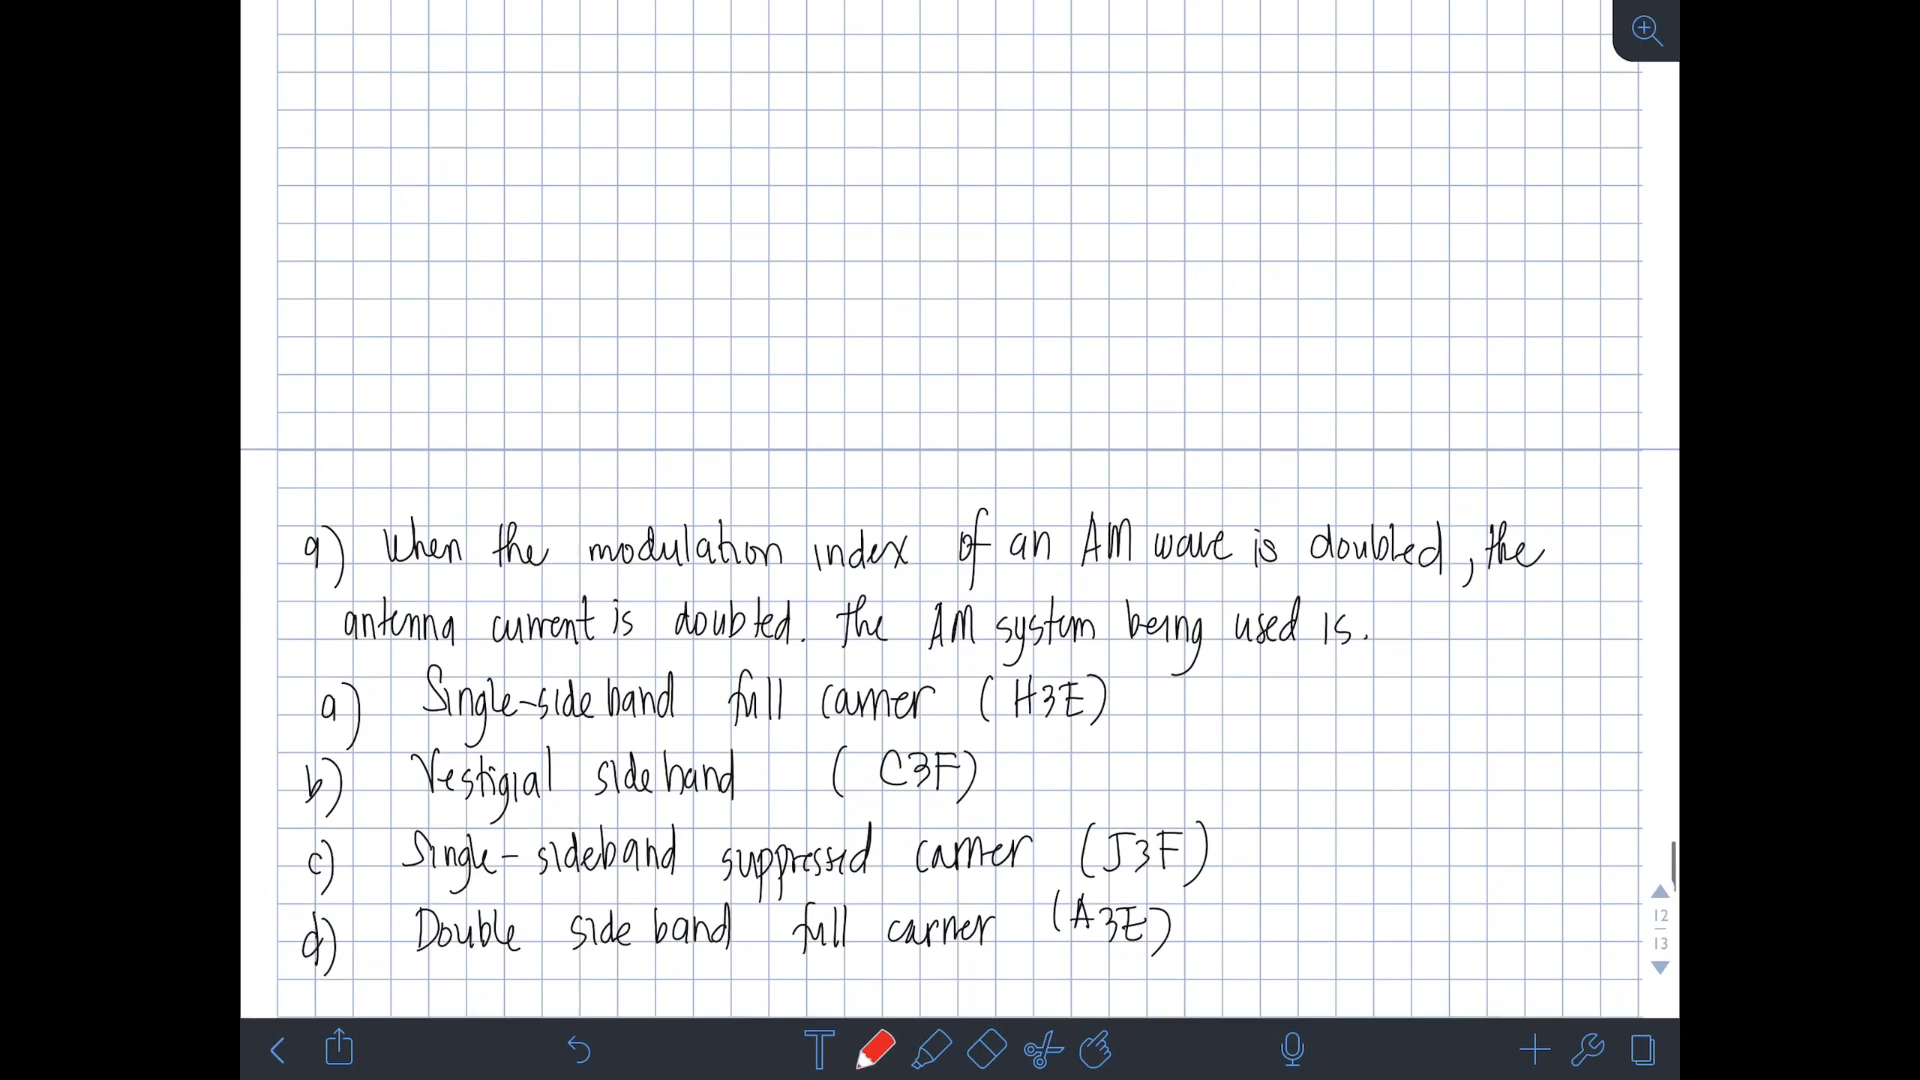 9) When the modulation index of an AM wave is doubled, the
antenna current is doubled. the AM system being used is.
a) Single-side band full carrier (H3E)
b) Vestigial side band (C3F)
c) Single-sideband suppressed carrier (J3F)
d) Double side band full carrier (A3E)
12
13
T